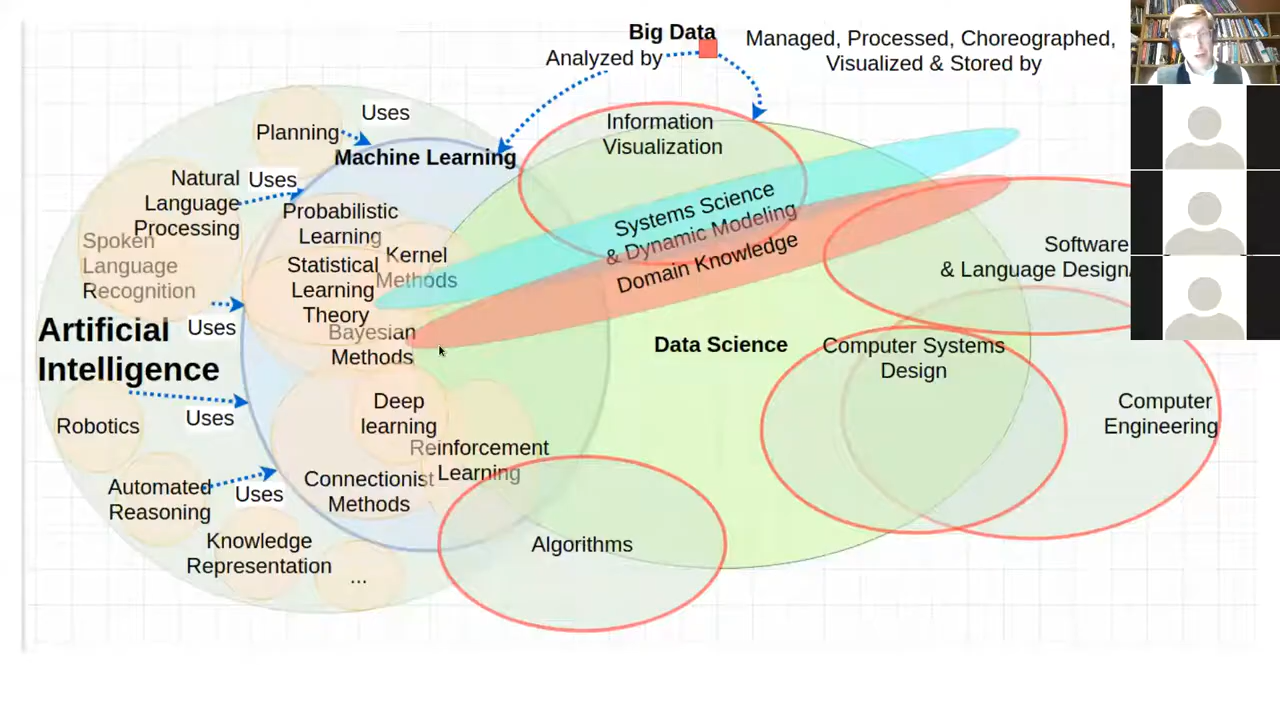 Big Data
Analyzed by
Managed, Processed, Choreographed,
Visualized & Stored by
Uses
Planning
Machine Learning
Information
Visualization
Natural
Language
Processing
Uses
Probabilistic
Learning
Systems Science
& Dynamic Modeling
Domain Knowledge
Spoken
Language
Recognition
Kernel
Methods
Statistical
Learning
Theory
Software
& Language Design/
Uses
Bayesian
Methods
Artificial
Intelligence
Data Science
Computer Systems
Design
Uses
Robotics
Deep
learning
Computer
Engineering
Reinforcement
Learning
Automated
Reasoning
Uses
Connectionist
Methods
Knowledge
Representation
...
Algorithms